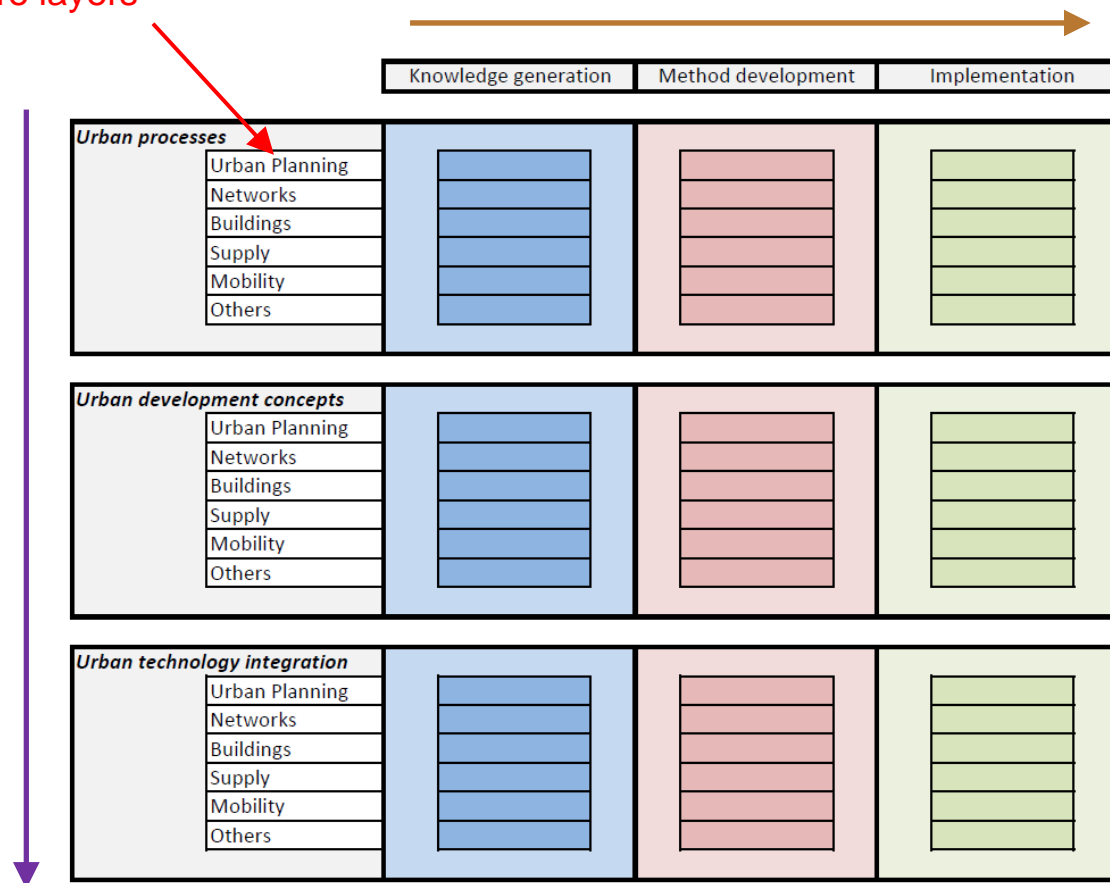 layers
Knowledge generation Method development Implementation
Urban processes
Urban Planning
Networks
Buildings
Supply
Mobility
Others
Urban development concepts
Urban Planning
Networks
Buildings
Supply
Mobility
Others
Urban technology integration
Urban Planning
Networks
Buildings
Supply
Mobility
Others